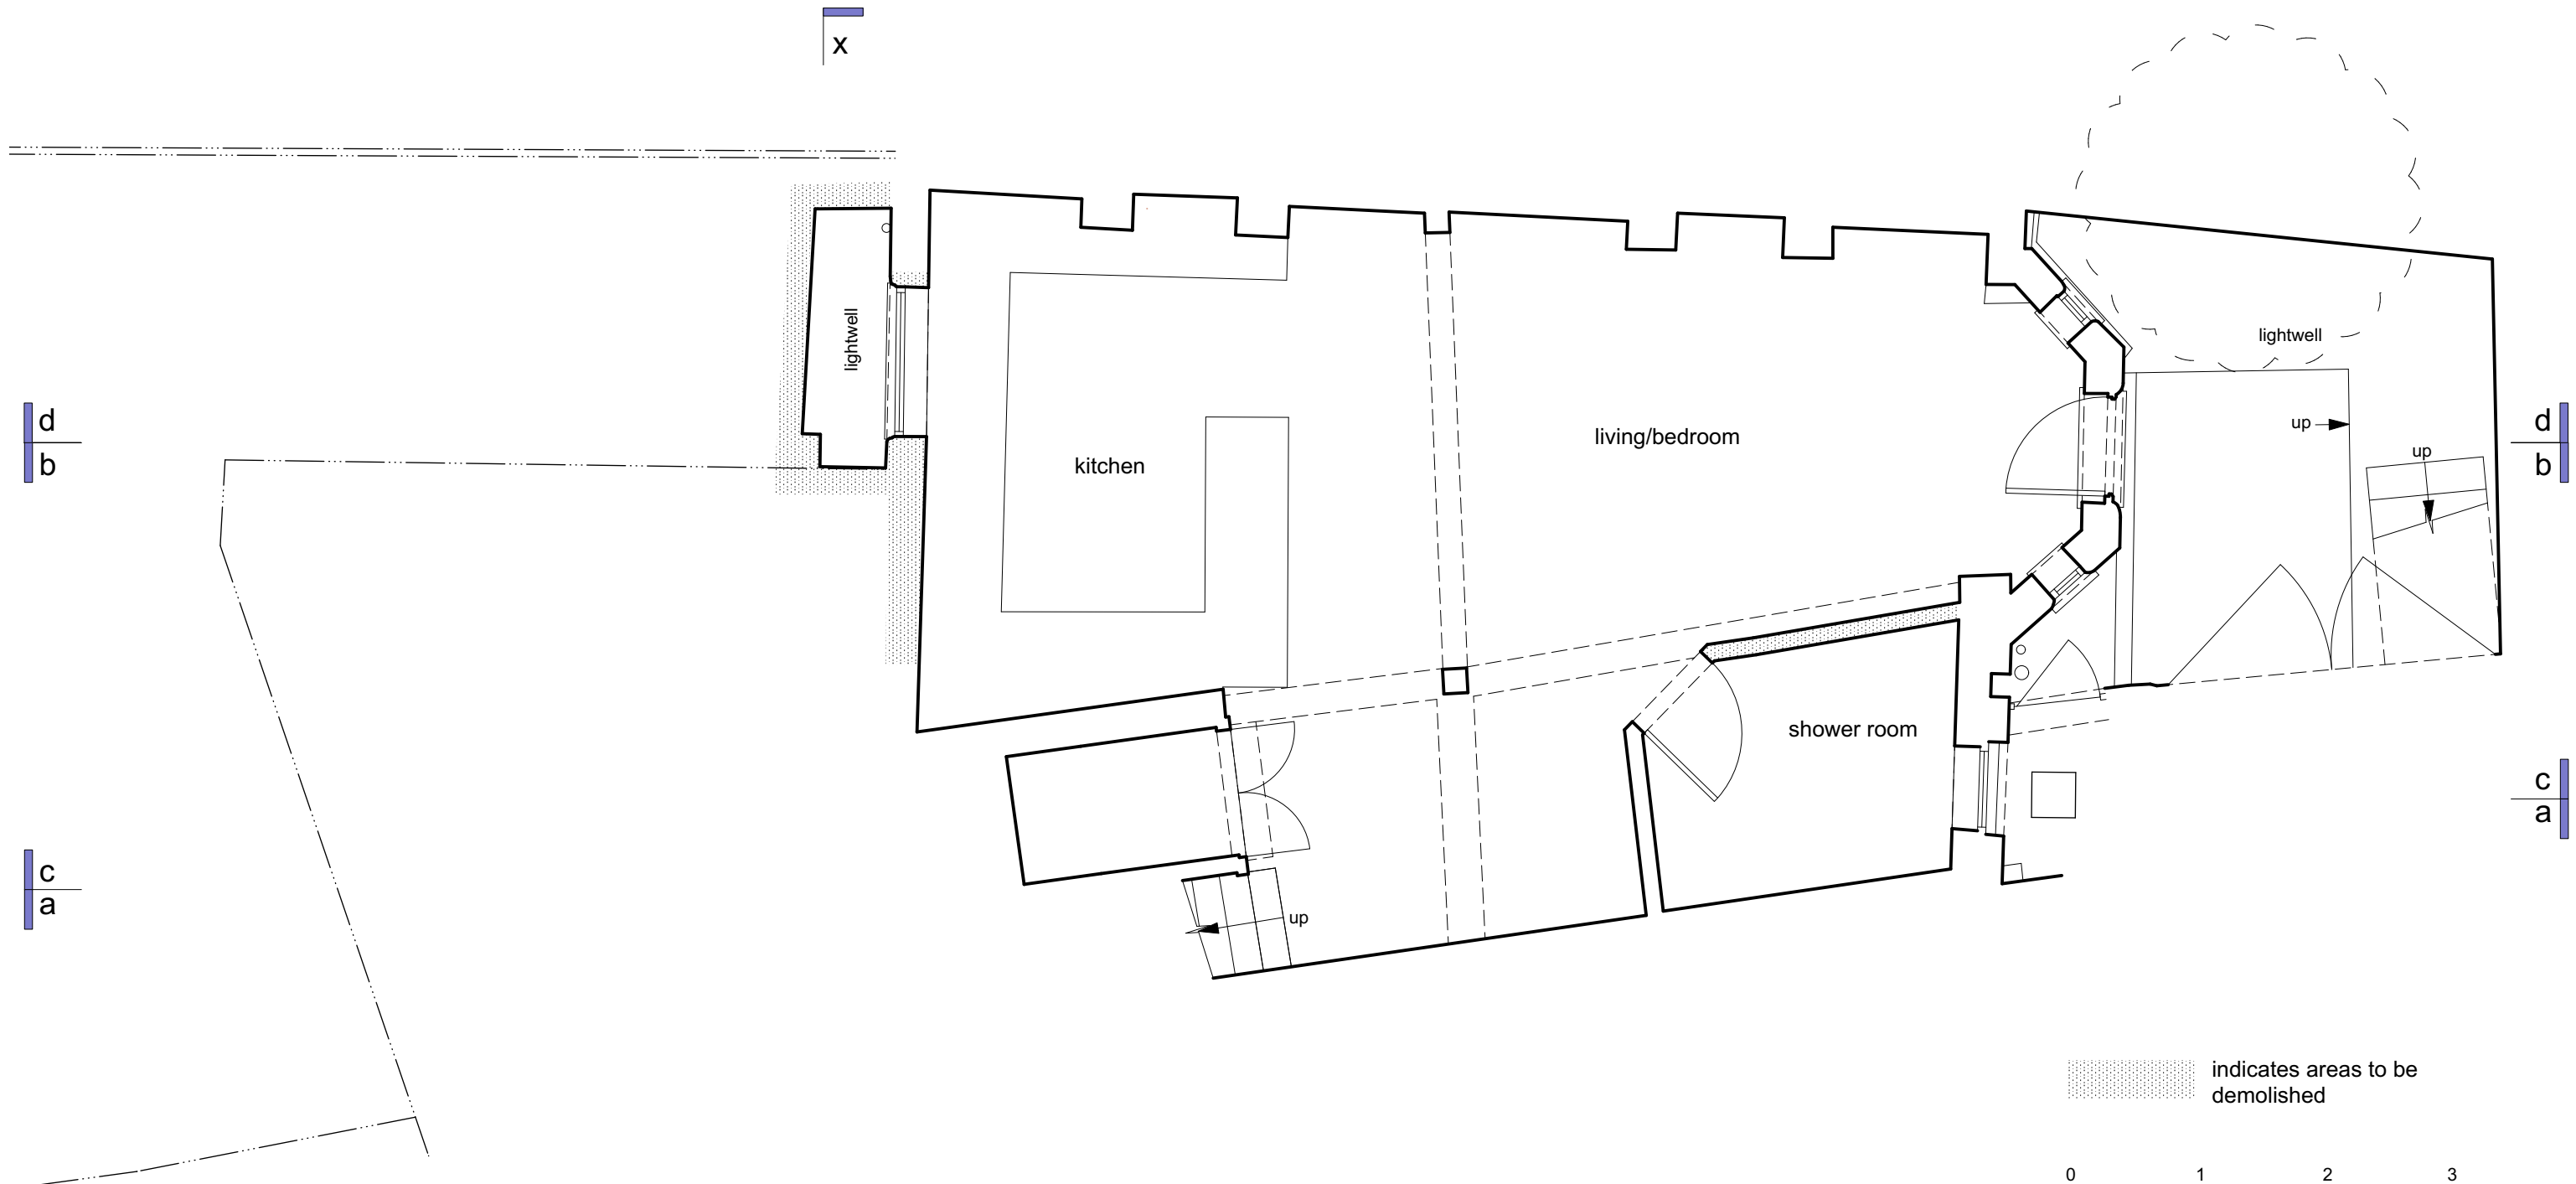 x
lightwell
lightwell
d
b
up
d
b
living/bedroom
up
kitchen
shower room
c
a
c
a
up
indicates areas to be
demolished
0 1 2 3